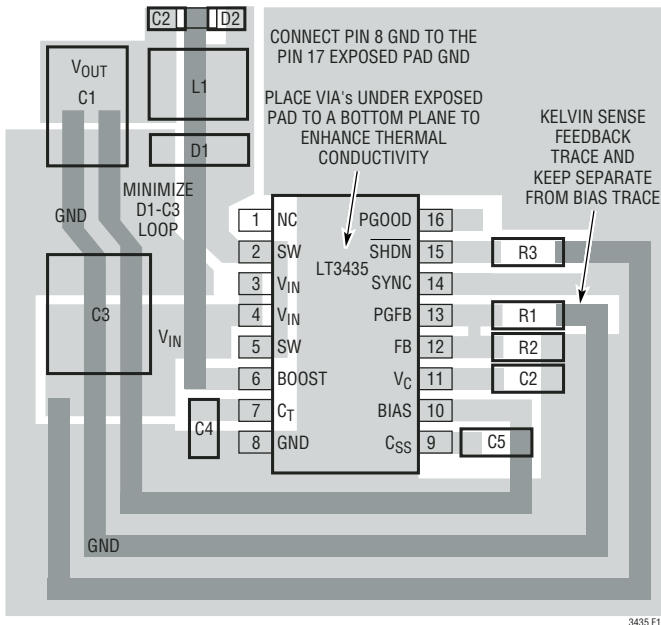 C2
D2
CONNECT PIN 8 GND TO THE
PIN 17 EXPOSED PAD GND
VOUT
C1
L1
PLACE VIA's UNDER EXPOSED
PAD TO A BOTTOM PLANE TO
ENHANCE THERMAL
CONDUCTIVITY
KELVIN SENSE
FEEDBACK
TRACE AND
KEEP SEPARATE
FROM BIAS TRACE
D1
MINIMIZE
D1-C3
LOOP
GND
1 NC PGOOD 16
2 SW SHDN 15 R3
LT3435
3 VIN SYNC 14
C3
4 VIN PGFB 13 R1
VIN
5 SW FB 12 R2
6 BOOST VC 11 C2
7 CT BIAS 10
C4
8 GND CSS 9 C5
GND
3435 F1